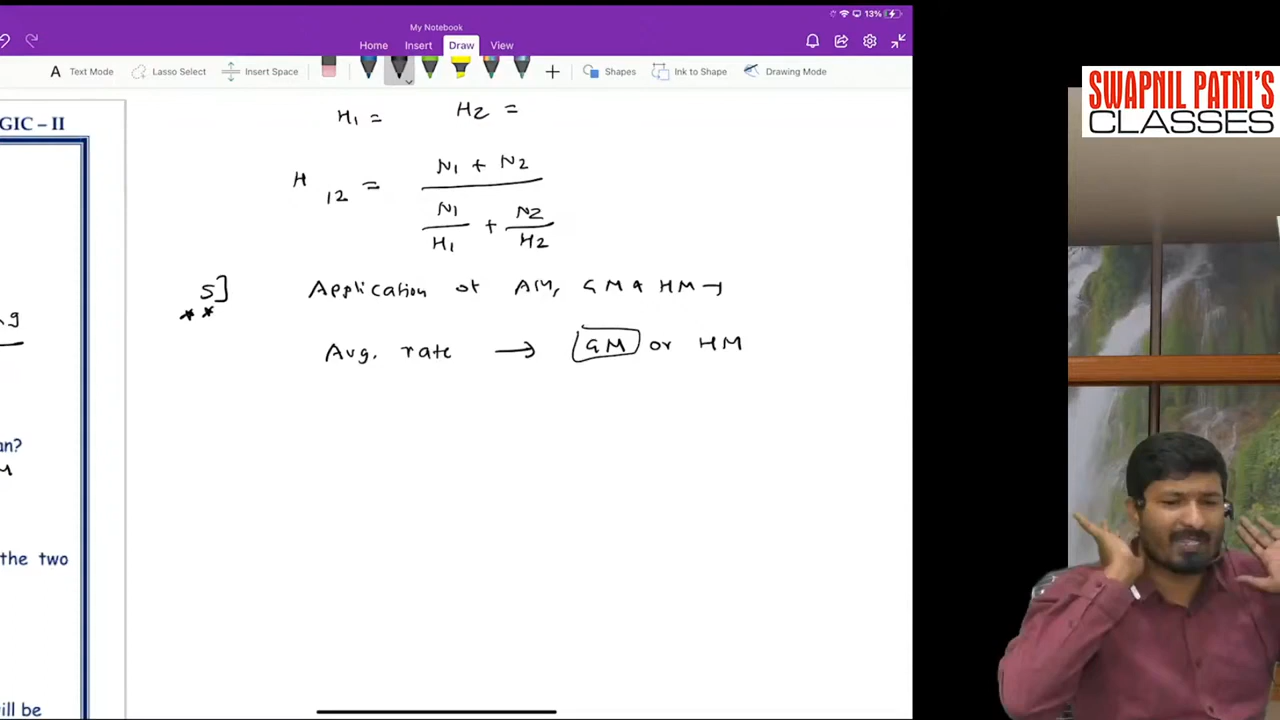 13%
My Notebook
Home Insert Draw View
Text Mode Lasso Select Insert Space Shapes Ink to Shape Drawing Mode
SWAPNIL PATNI'S
CLASSES
GIC – II
H1 = H2 =
H12 = N1 + N2
N1 + N2
H1 H2
5] Application of AM, GM & HM →
** 
Avg. rate → GM or HM
an?
the two
ill be